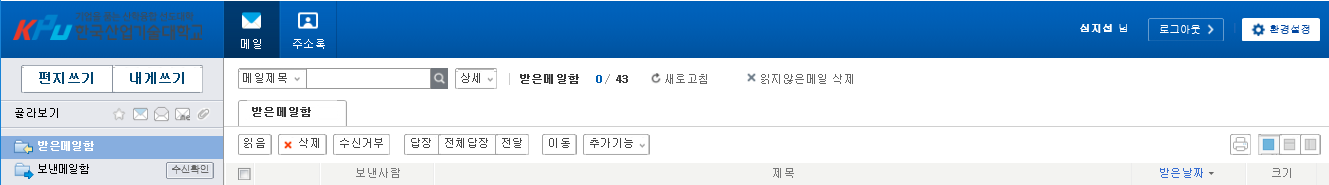 KPU 한국산업기술대학교
메일 주소록
심지섭 님 로그아웃 환경설정
편지쓰기 내게쓰기
메일제목 상세 받은메일함 0 / 43 새로고침 읽지않은메일 삭제
골라보기
받은메일함
받은메일함
읽음 삭제 수신거부 답장 전체답장 전달 이동 추가기능
보낸메일함 수신확인
보낸사람 제목 받은날짜 크기